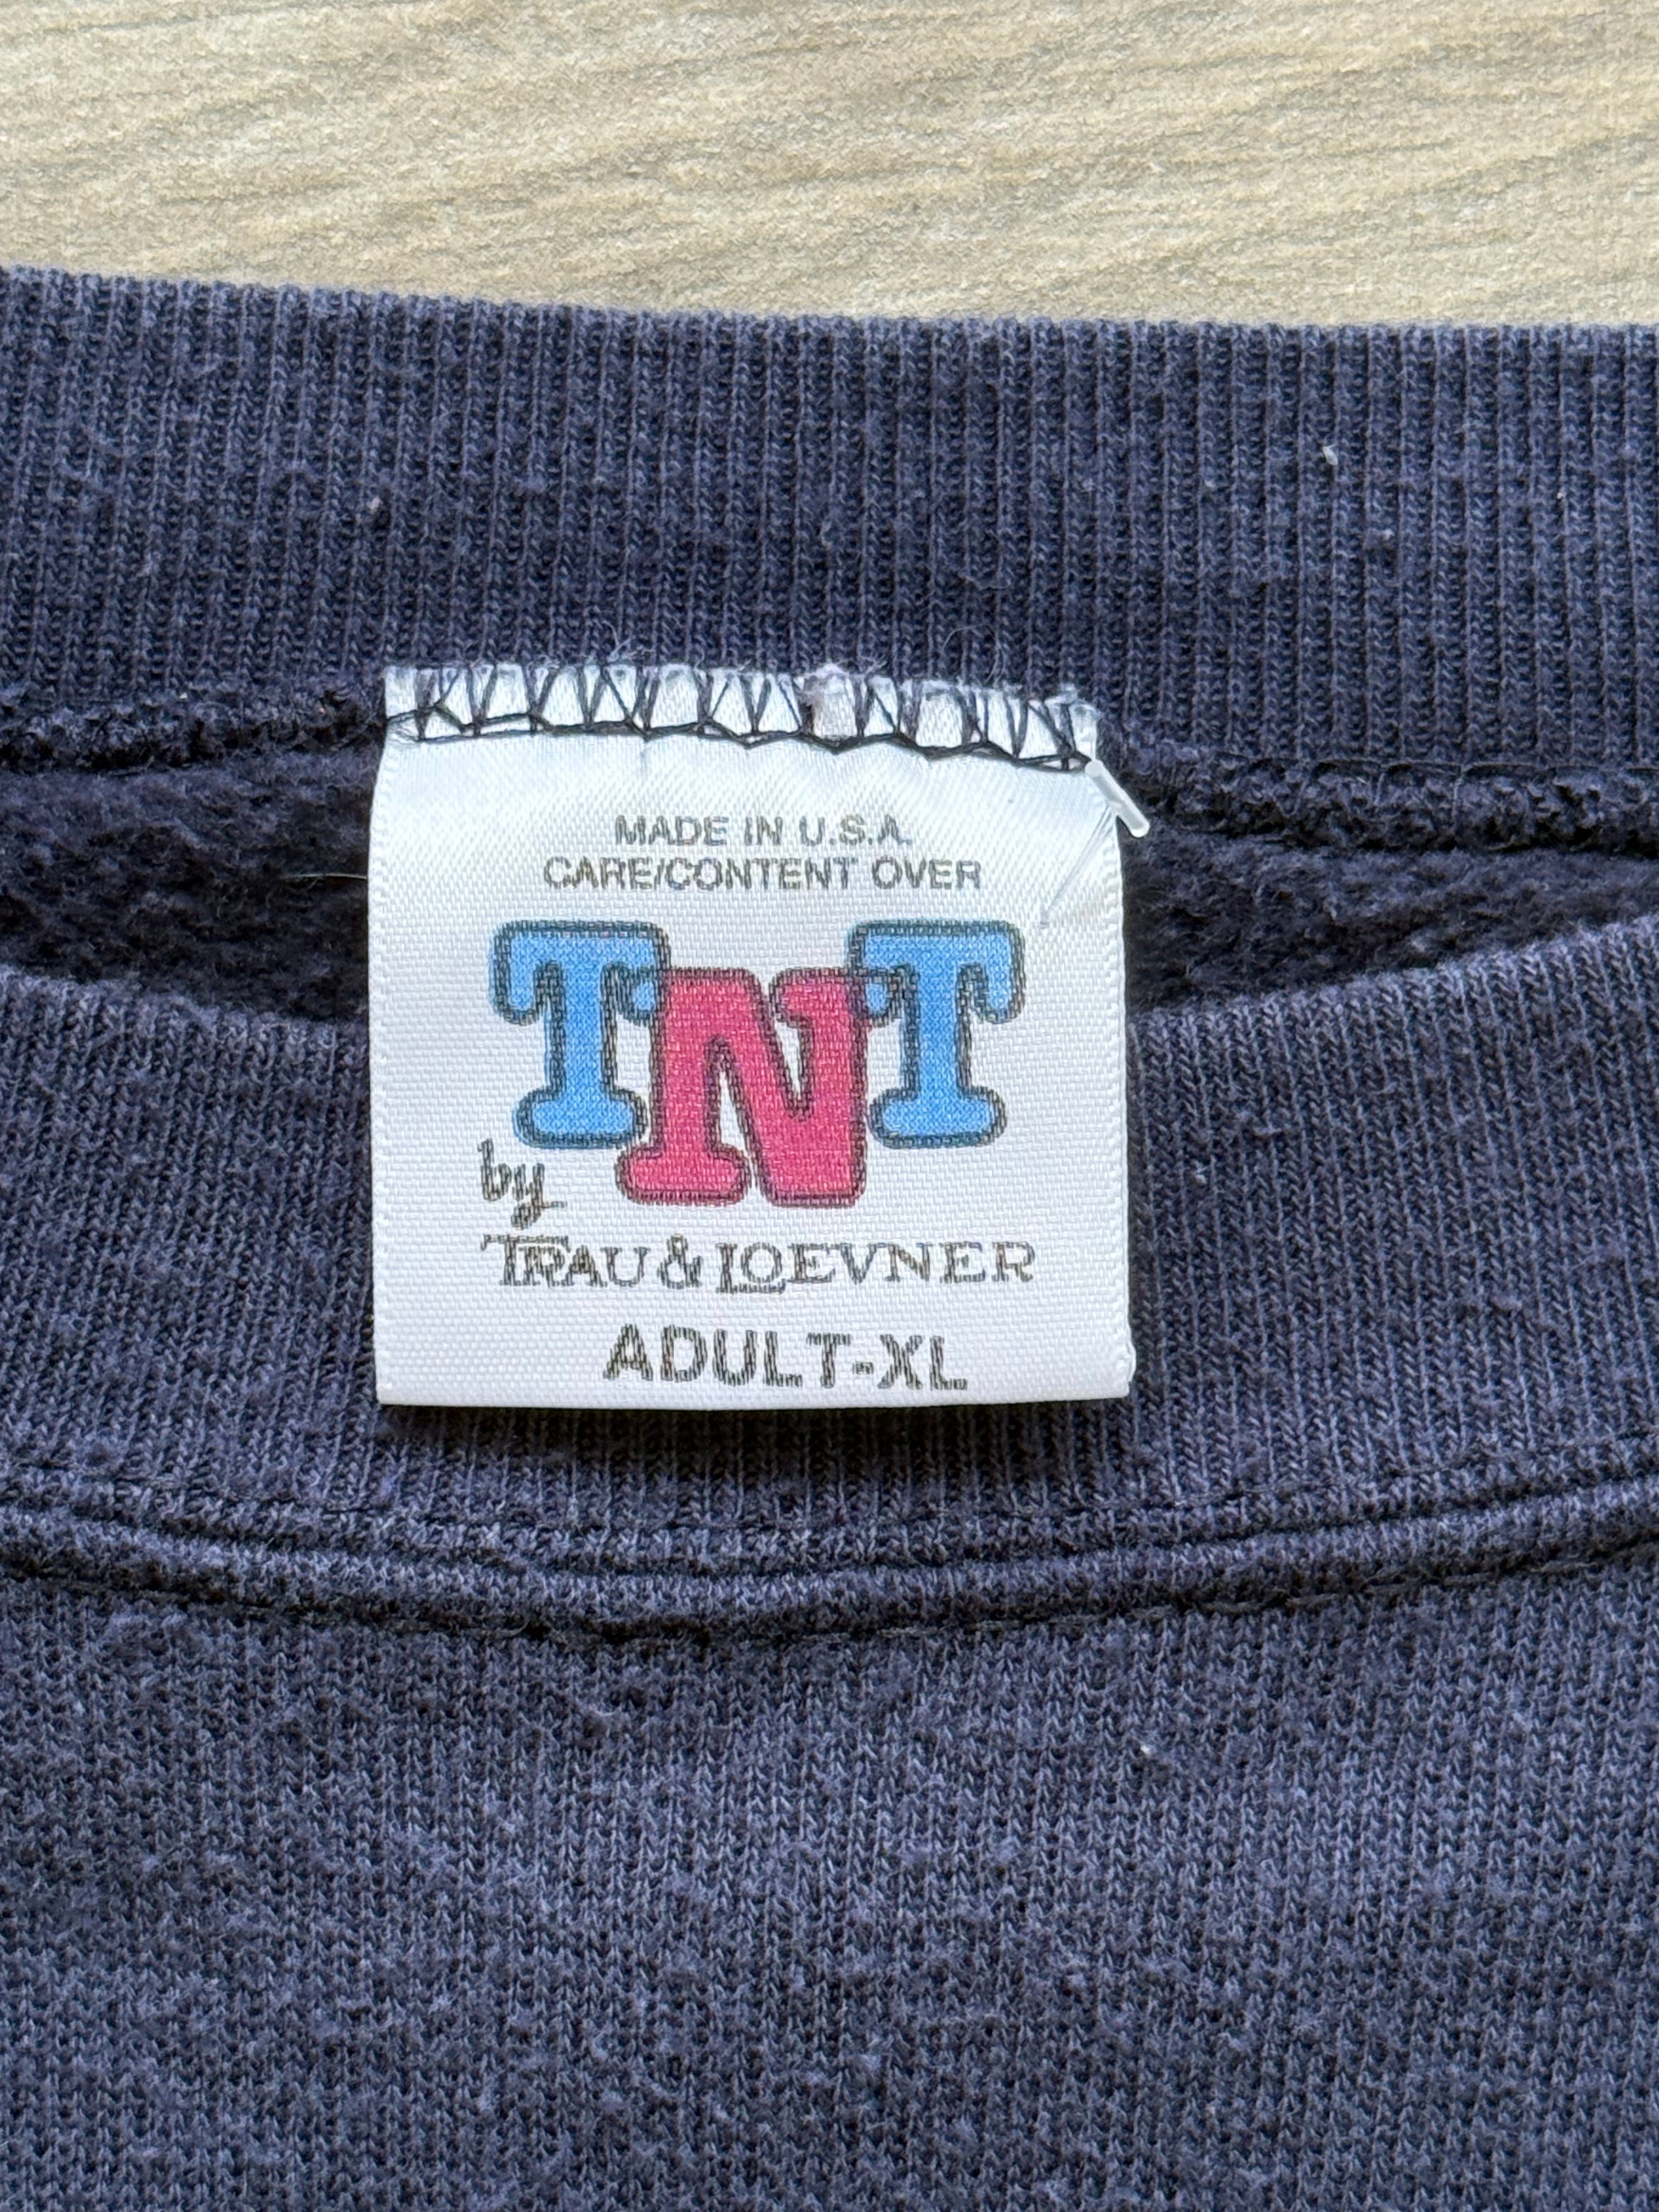 MADE IN U.S.A.
CARE/CONTENT OVER
TNT
by
TRAU & LOEVNER
ADULT-XL